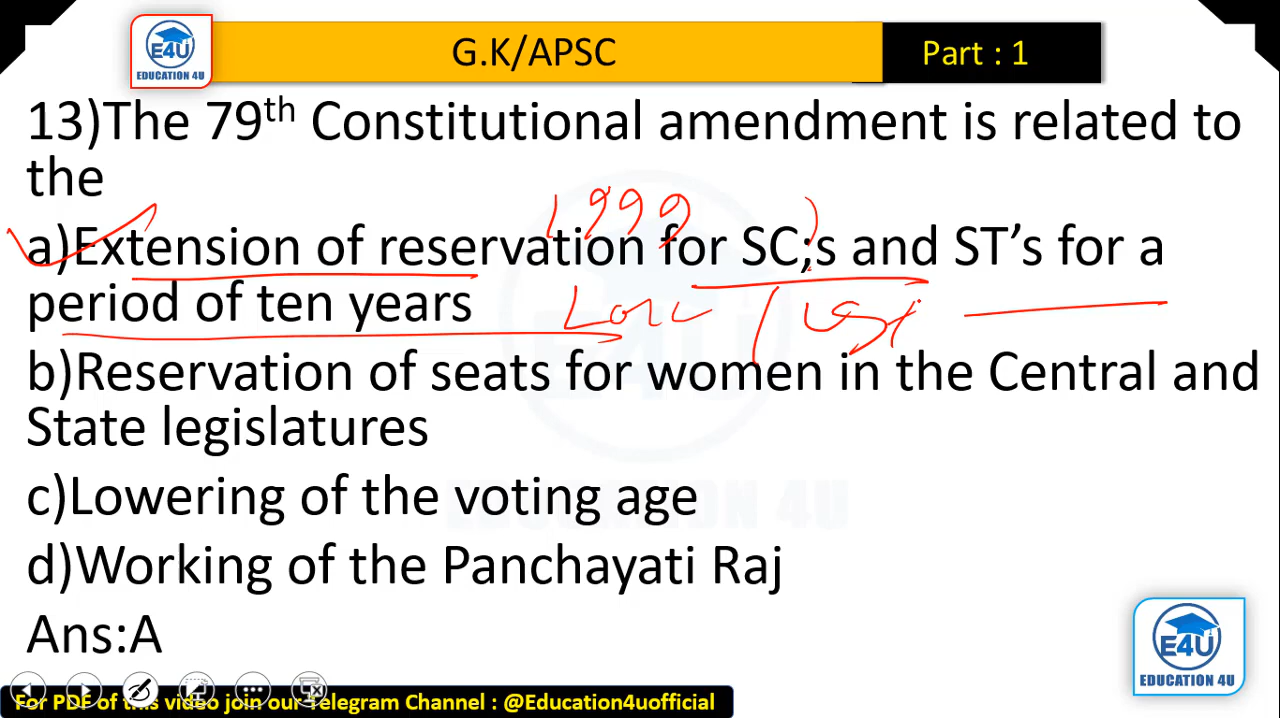 E4U
EDUCATION 4U
G.K/APSC
Part : 1
13)The 79th Constitutional amendment is related to
the
1999
a)Extension of reservation for SC;s and ST’s for a
period of ten years
b)Reservation of seats for women in the Central and
State legislatures
c)Lowering of the voting age
EDUCATION 4U
d)Working of the Panchayati Raj
Ans:A
E4U
EDUCATION 4U
For PDF of this video join our Telegram Channel : @Education4uofficial